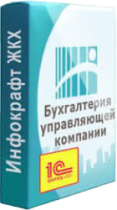 Инфокрафт ЖКХ
Бухгалтерия
управляющей
компании
1С